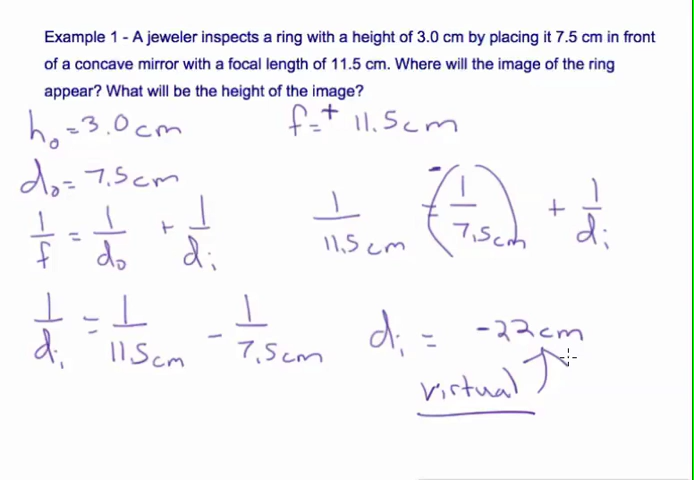 Example 1 - A jeweler inspects a ring with a height of 3.0 cm by placing it 7.5 cm in front
of a concave mirror with a focal length of 11.5 cm. Where will the image of the ring
appear? What will be the height of the image?
h₀ = 3.0 cm
f = + 11.5 cm
d₀ = 7.5 cm
1/f = 1/d₀ + 1/dᵢ
1/11.5 cm = - (1/7.5 cm) + 1/dᵢ
1/dᵢ = 1/11.5 cm - 1/7.5 cm
dᵢ = -22 cm
virtual